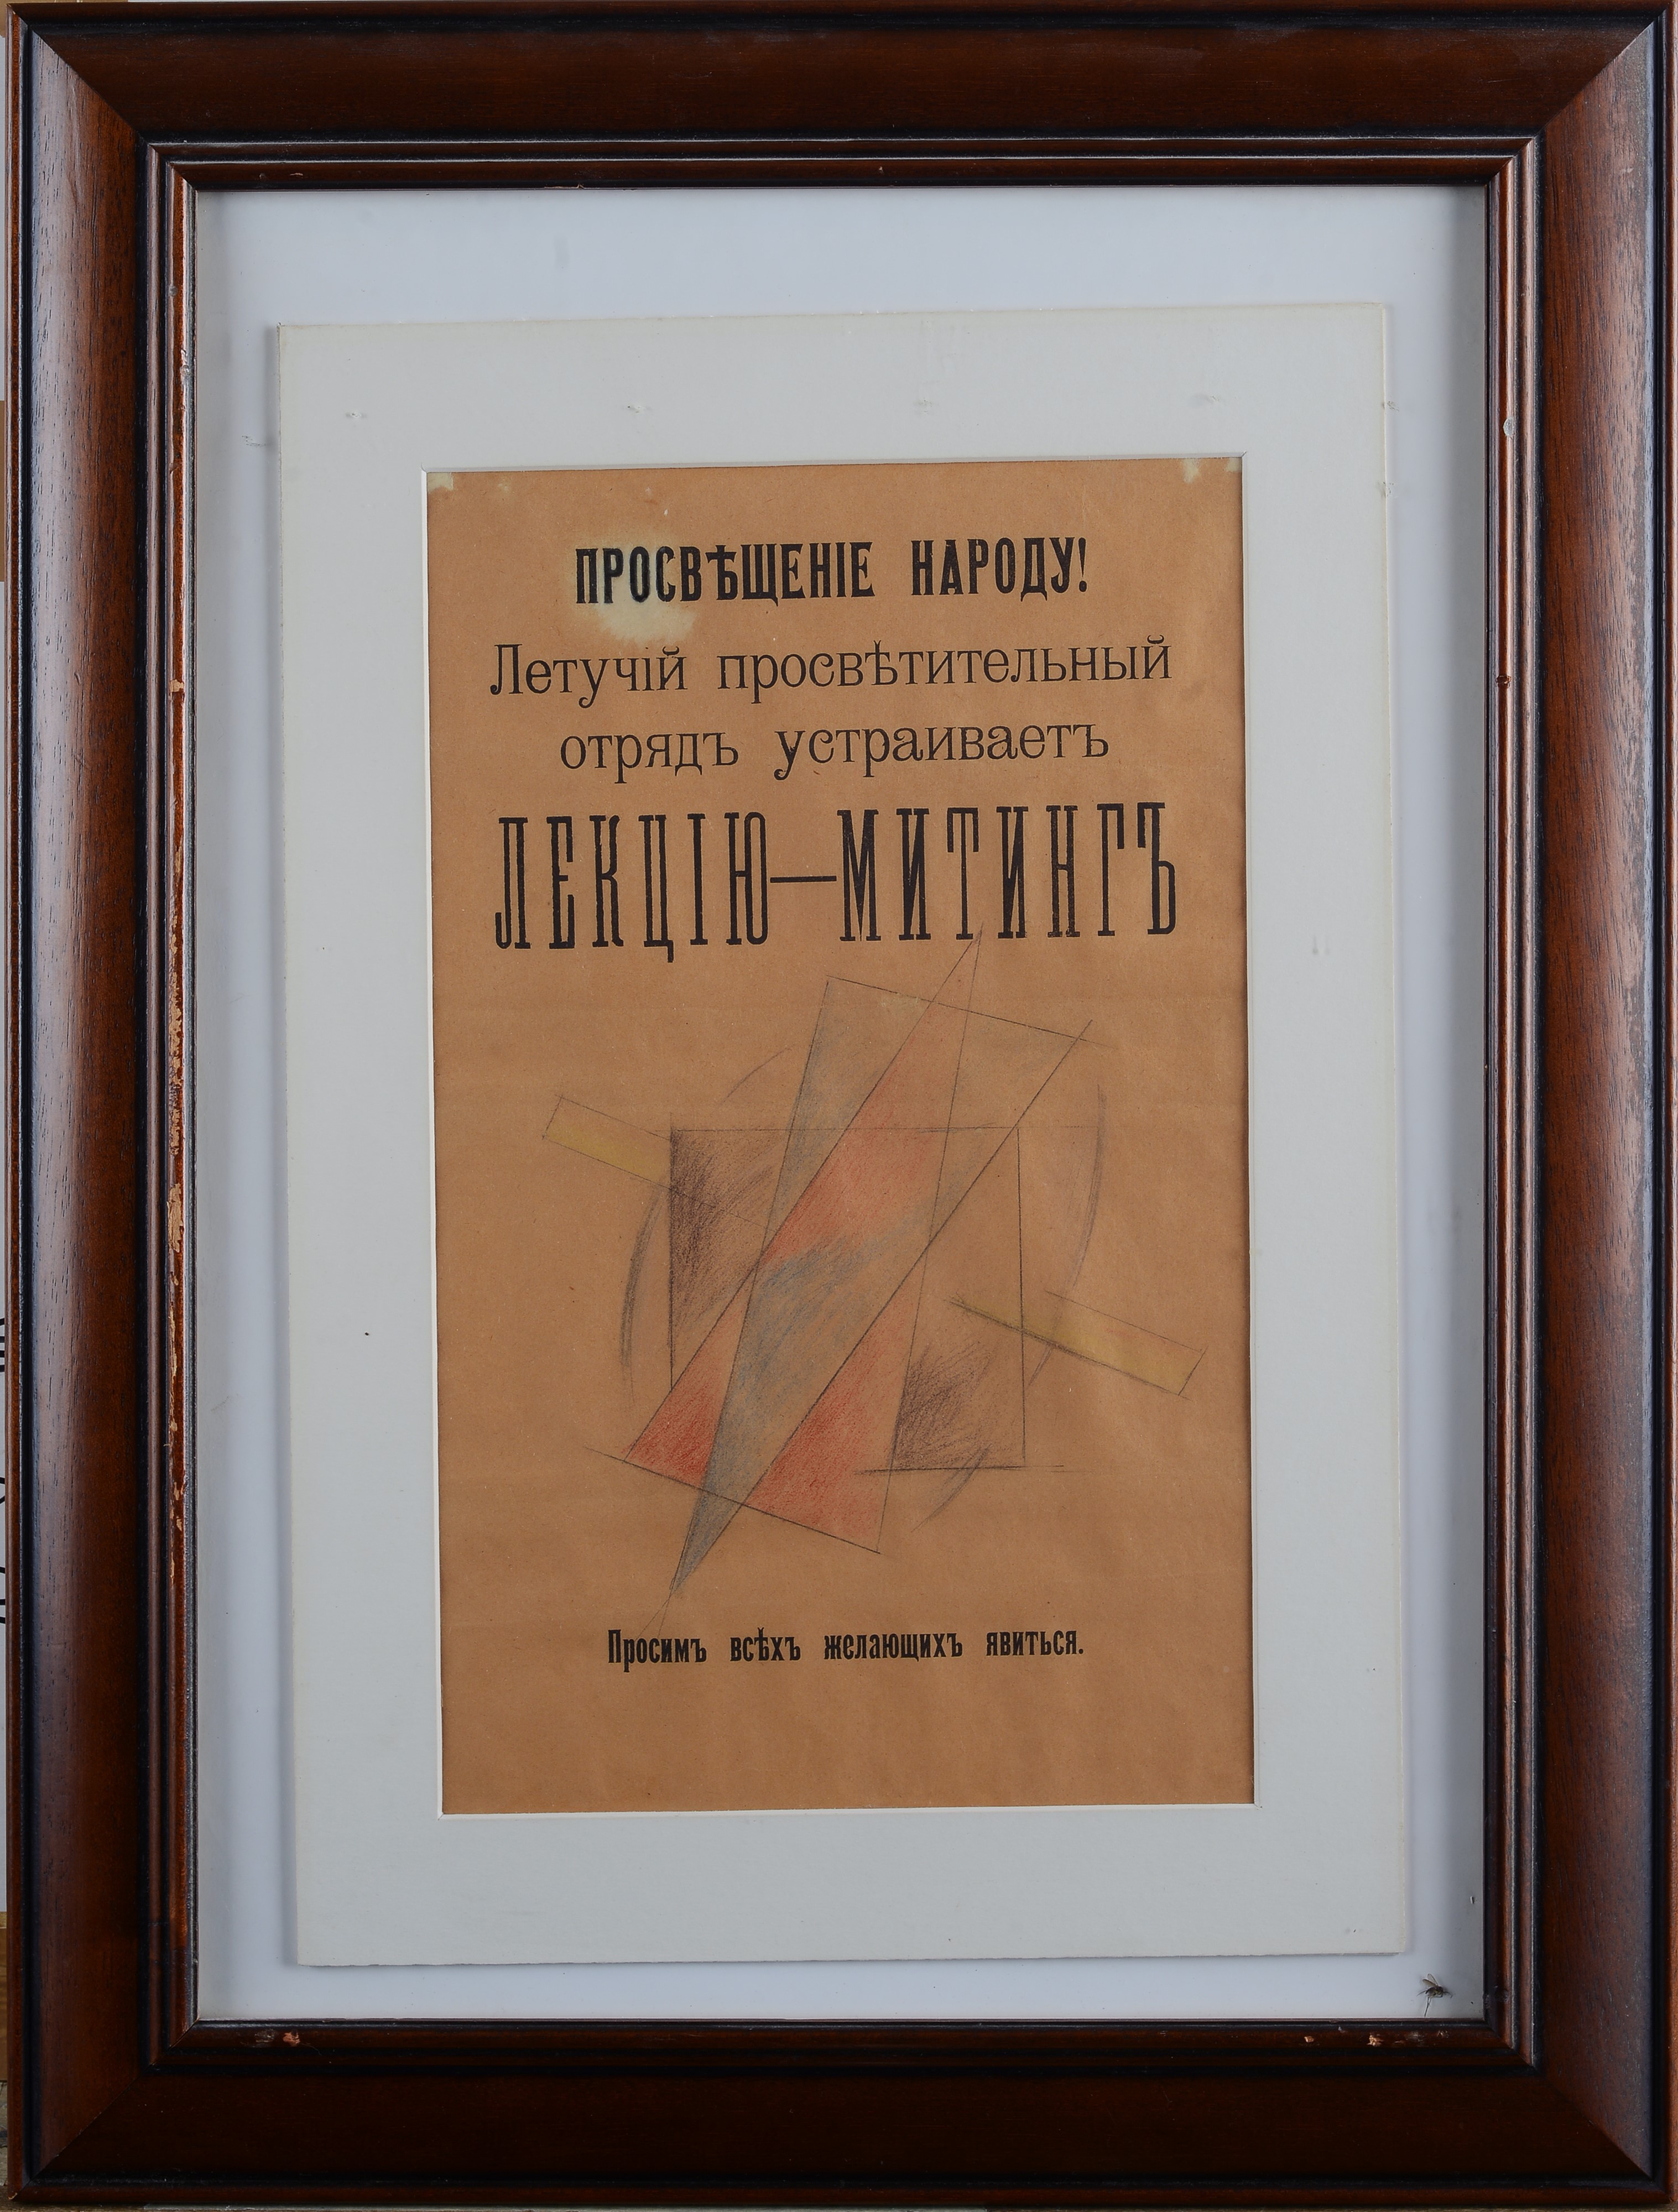 ПРОСВѢЩЕНІЕ НАРОДУ!
Летучій просвѣтительный
отрядъ устраиваетъ
ЛЕКЦІЮ—МИТИНГЪ
Просимъ всѣхъ желающихъ явиться.